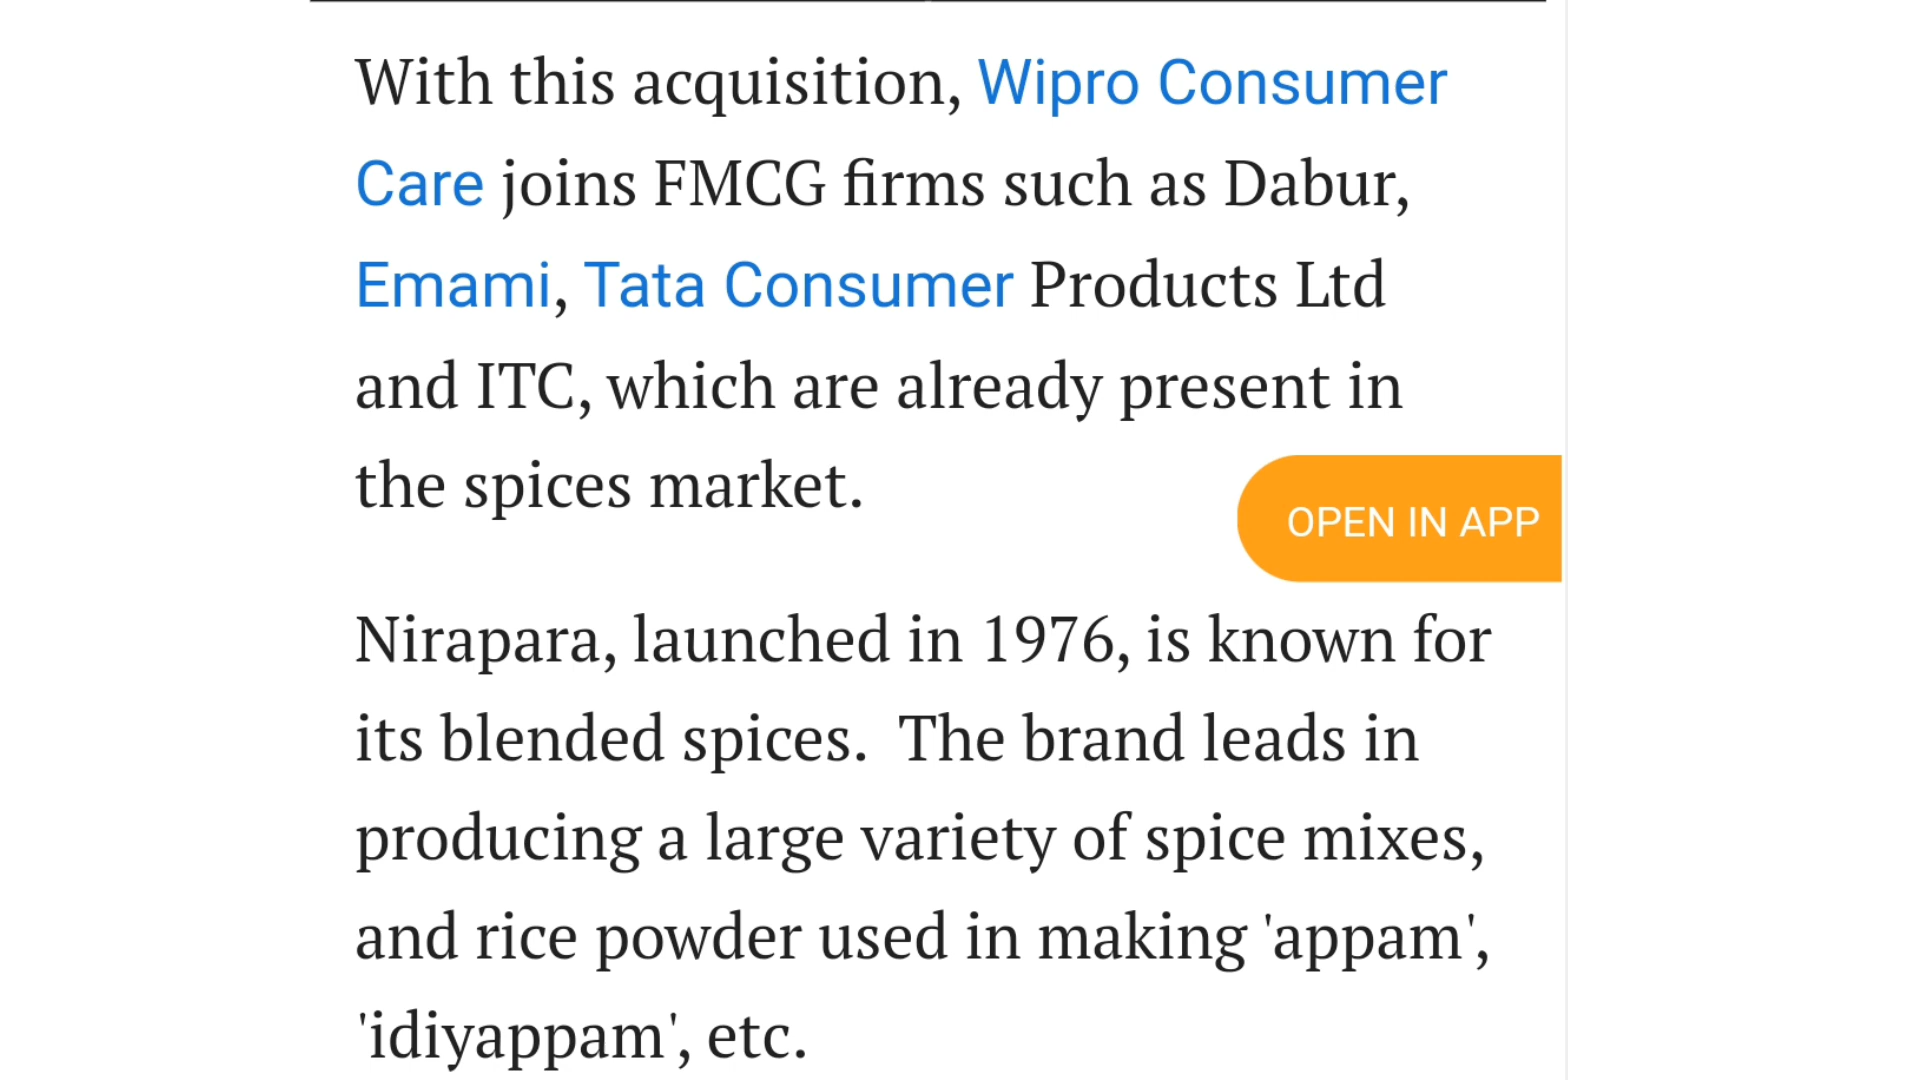 With this acquisition, Wipro Consumer
Care joins FMCG firms such as Dabur,
Emami, Tata Consumer Products Ltd
and ITC, which are already present in
the spices market.
OPEN IN APP
Nirapara, launched in 1976, is known for
its blended spices.  The brand leads in
producing a large variety of spice mixes,
and rice powder used in making 'appam',
'idiyappam', etc.